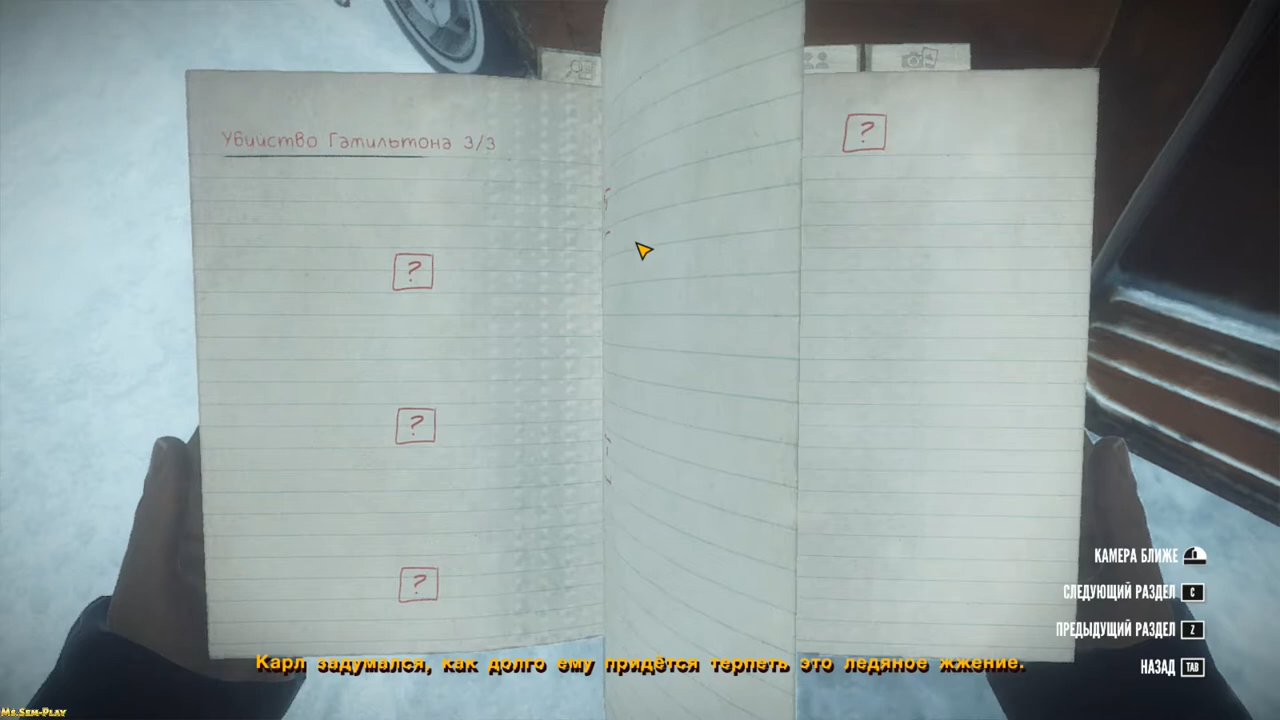 Убийство Гамильтона 3/3
?
?
?
?
КАМЕРА БЛИЖЕ
СЛЕДУЮЩИЙ РАЗДЕЛ C
ПРЕДЫДУЩИЙ РАЗДЕЛ Z
НАЗАД TAB
Карл задумался, как долго ему придётся терпеть это ледяное жжение.
Ms.Sem-Play